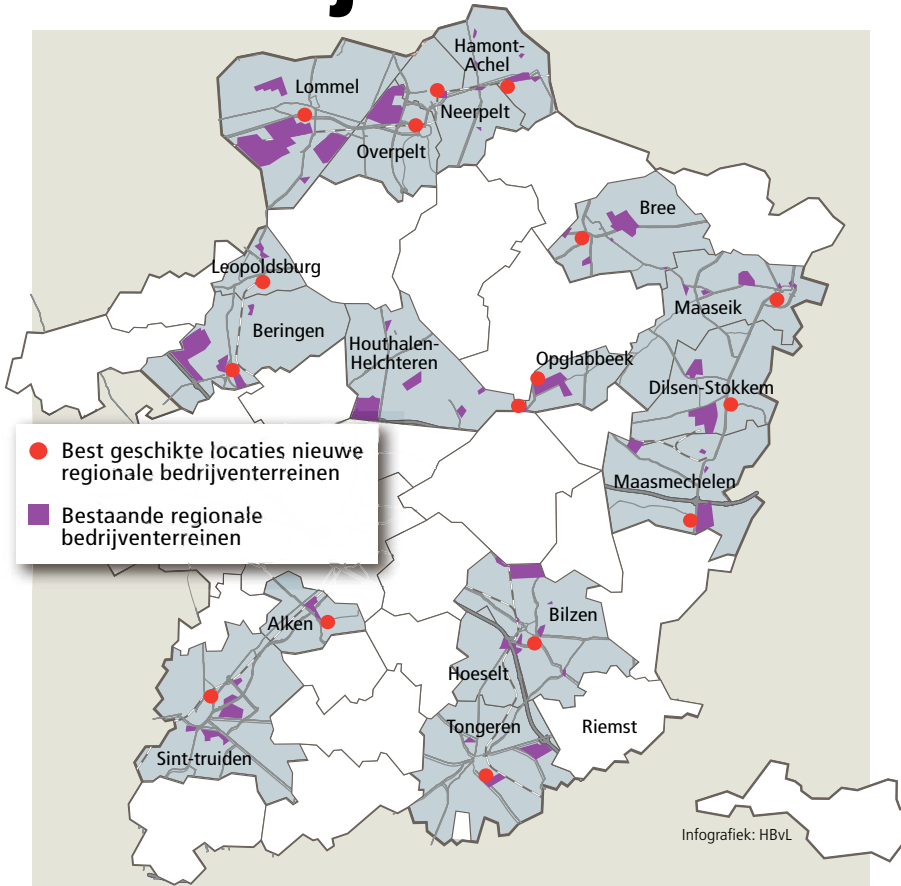 Hamont-
Achel
Lommel
Neerpelt
Overpelt
Bree
Leopoldsburg
Maaseik
Beringen
Houthalen-
Helchteren
Opglabbeek
Dilsen-Stokkem
Best geschikte locaties nieuwe
regionale bedrijventerreinen
Maasmechelen
Bestaande regionale
bedrijventerreinen
Bilzen
Alken
Hoeselt
Tongeren
Riemst
Sint-truiden
Infografiek: HBvL